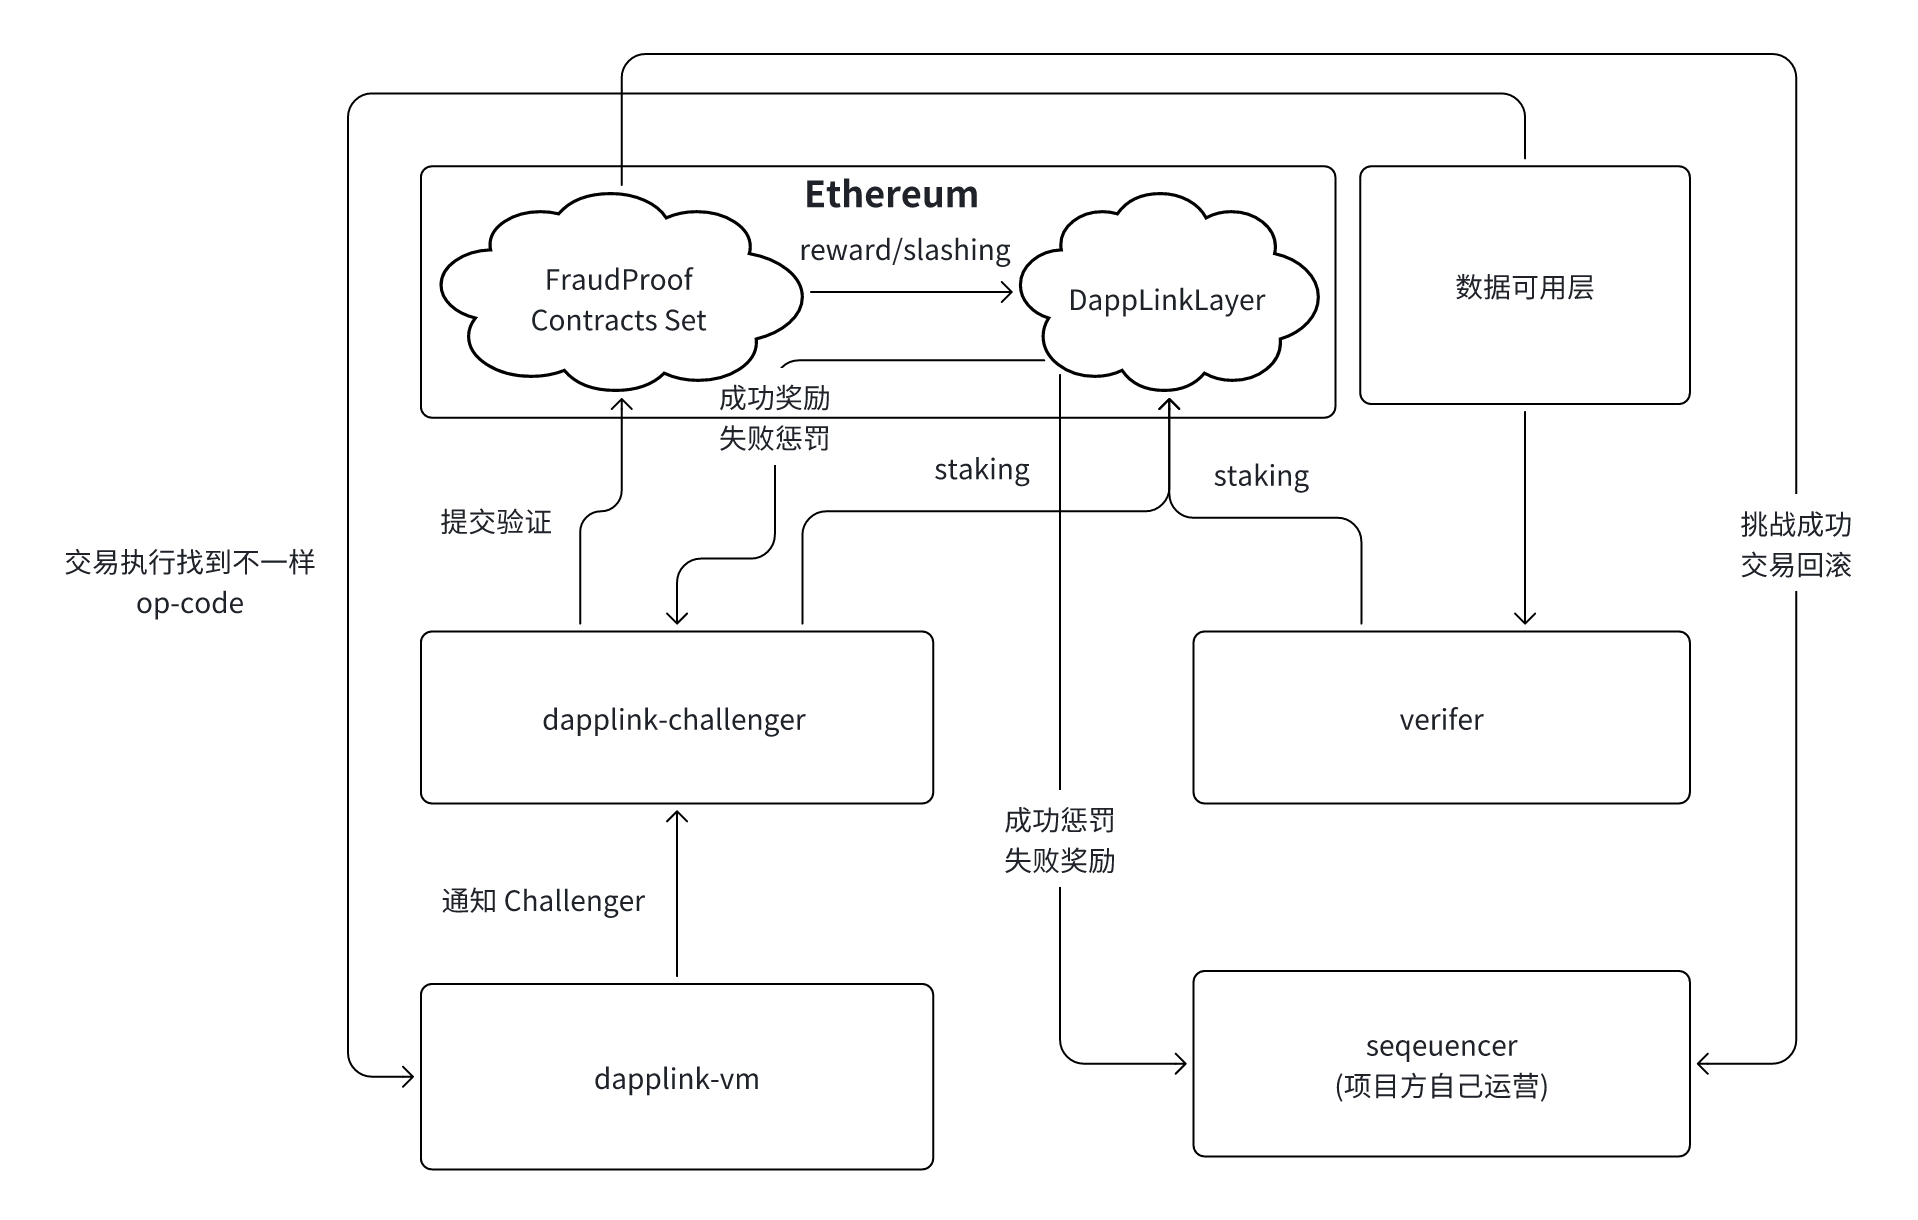 Ethereum
reward/slashing
FraudProof
Contracts Set
DappLinkLayer
数据可用层
成功奖励
失败惩罚
staking
staking
提交验证
挑战成功
交易回滚
交易执行找到不一样
op-code
dapplink-challenger
verifer
成功惩罚
失败奖励
通知 Challenger
seqeuencer
(项目方自己运营)
dapplink-vm